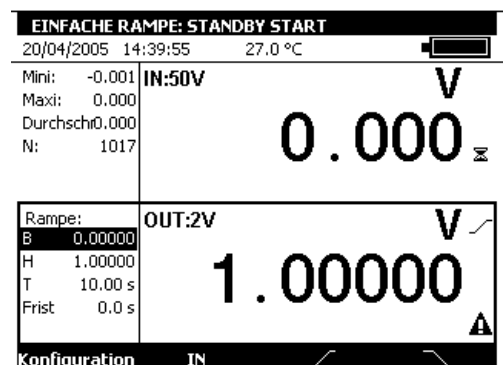 EINFACHE RAMPE: STANDBY START
20/04/2005 14:39:55 27.0 °C
Mini: -0.001
Maxi: 0.000
Durchschn0.000
N: 1017
IN:50V
V
0.000
Rampe:
B 0.00000
H 1.00000
T 10.00 s
Frist 0.0 s
OUT:2V
V
1.00000
Konfiguration IN